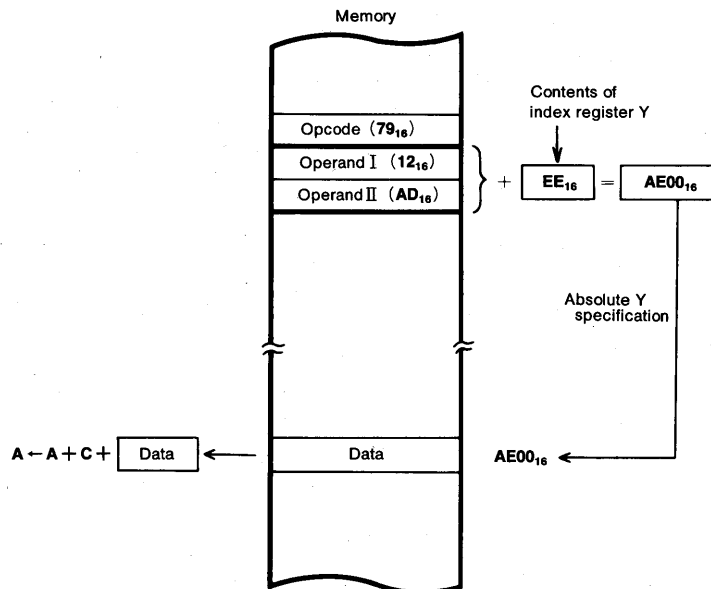 Memory
Contents of
index register Y
Opcode (79₁₆)
Operand I (12₁₆)
Operand II (AD₁₆)
+ EE₁₆ = AE00₁₆
Absolute Y
specification
A ← A + C + Data ← Data AE00₁₆ ←